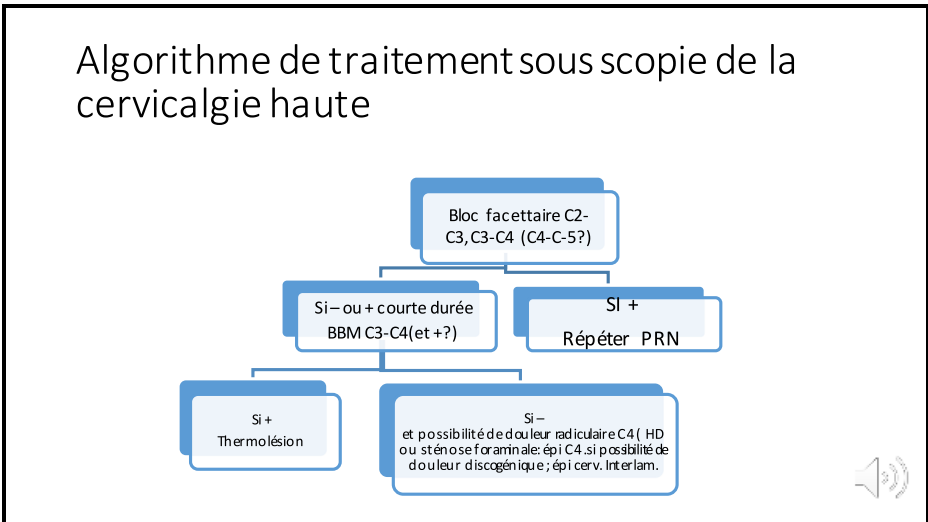 Algorithme de traitement sous scopie de la
cervicalgie haute
Bloc facettaire C2-
C3,C3-C4 (C4-C-5?)
Si – ou + courte durée
BBM C3-C4(et +?)
SI +
Répéter PRN
Si +
Thermolésion
Si –
et possibilité de douleur radiculaire C4 ( HD
ou sténose foraminale: épi C4 .si possibilité de
douleur discogénique ; épi cerv. Interlam.